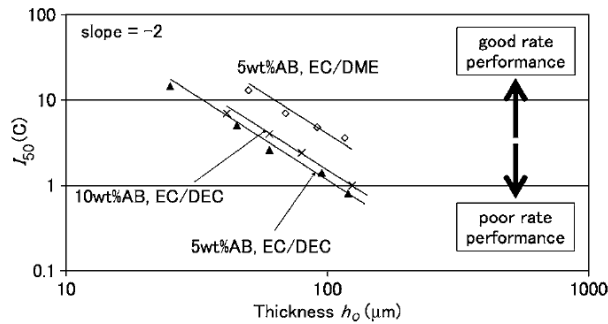 100
slope = −2
good rate
performance
5wt%AB, EC/DME
10
I50(C)
10wt%AB, EC/DEC
1
5wt%AB, EC/DEC
poor rate
performance
0.1
10
100
1000
Thickness ho (μm)